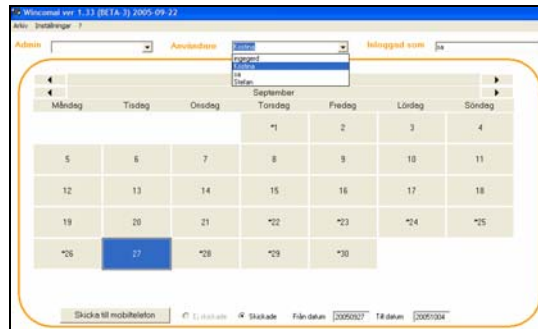 Wincomal ver 1.33 (BETA-3) 2005-09-22
Arkiv Inställningar ?
Admin Användare Kristina Inloggad som sa
ingegerd
Kristina
sa
Stefan
September
Måndag Tisdag Onsdag Torsdag Fredag Lördag Söndag
*1 2 3 4
5 6 7 8 9 10 11
12 13 14 15 16 17 18
19 20 21 *22 *23 *24 *25
*26 27 *28 *29 *30
Skicka till mobiltelefon Ej skickade Skickade Från datum 20050927 Till datum 20051004